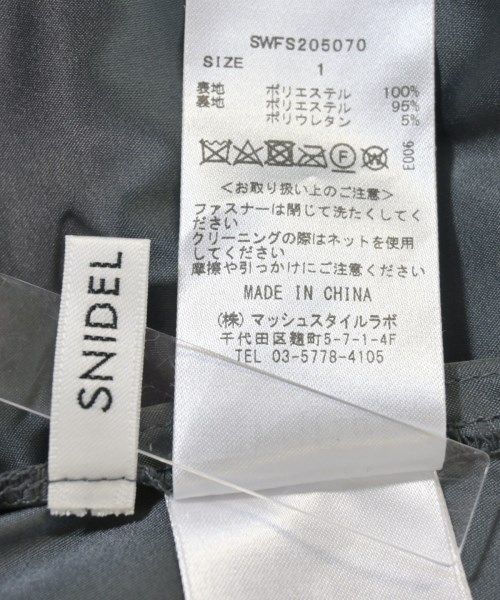 SWFS205070
SIZE 1
表地 ポリエステル 100%
裏地 ポリエステル 95%
ポリウレタン 5%
F W
E006
<お取り扱い上のご注意>
ファスナーは閉じて洗たくしてく
ださい
クリーニングの際はネットを使用
してください
摩擦や引っかけにご注意ください
MADE IN CHINA
(株) マッシュスタイルラボ
千代田区麹町5-7-1-4F
TEL 03-5778-4105
SNIDEL